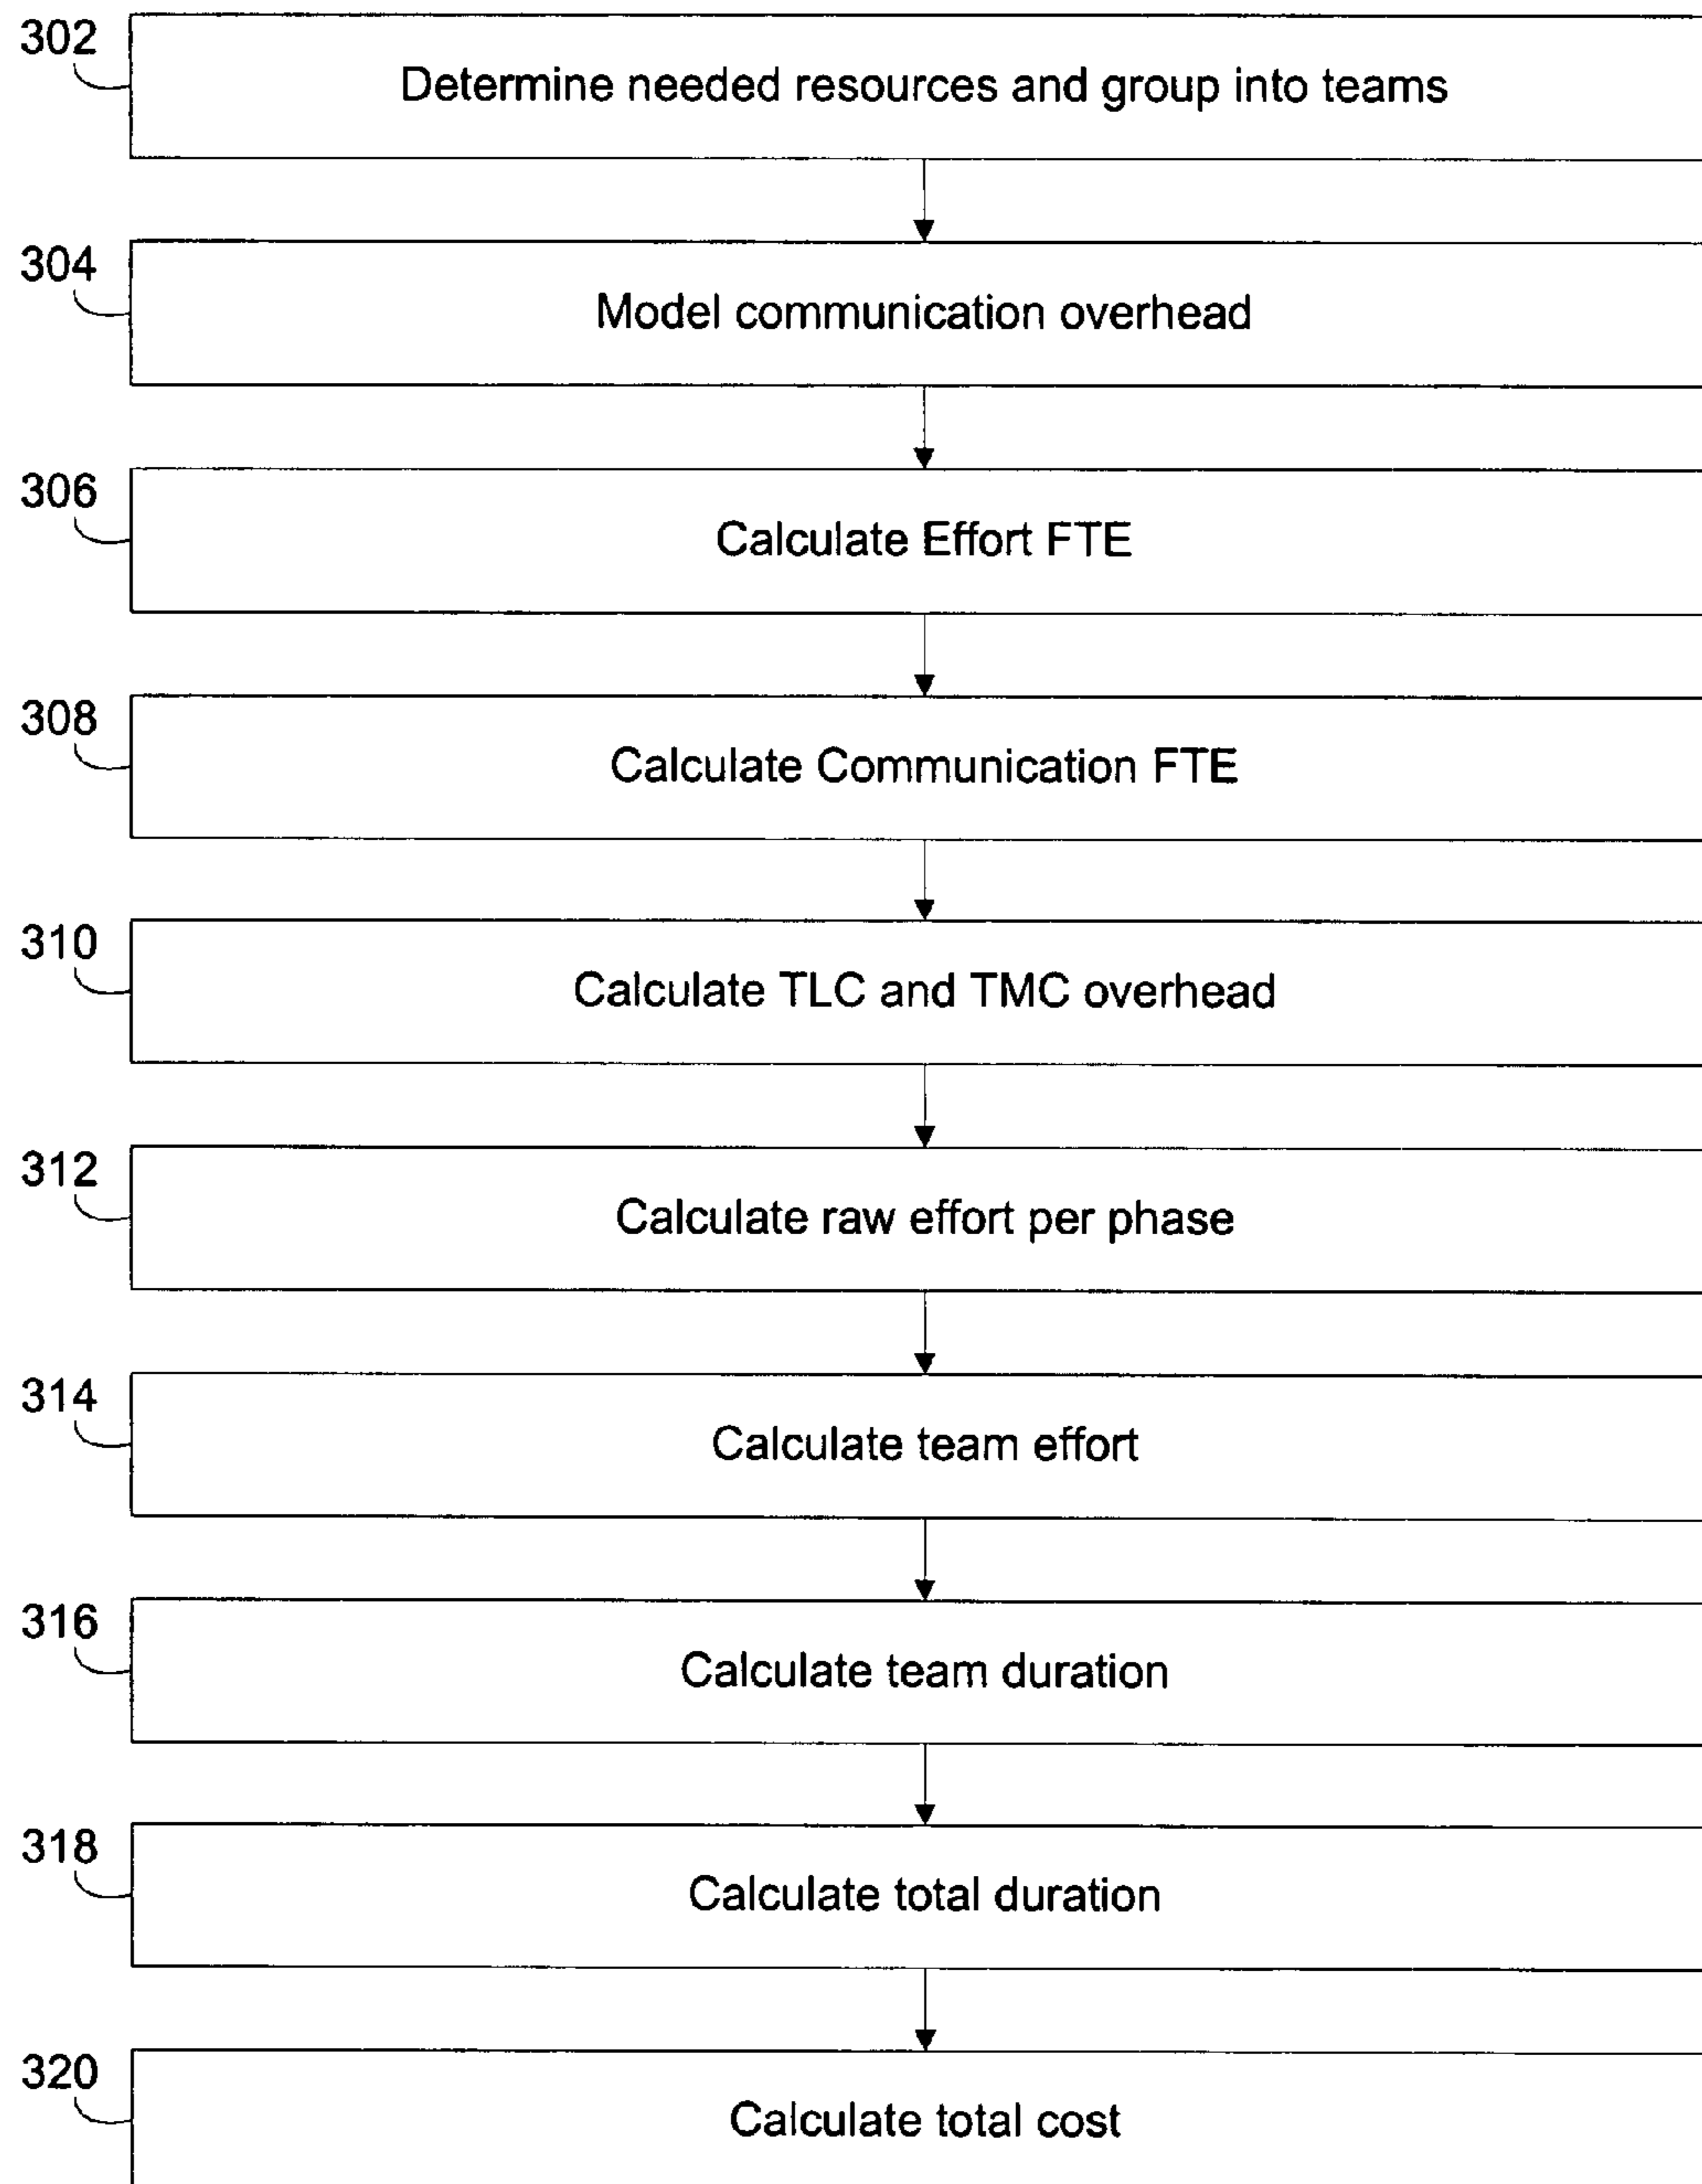 302
Determine needed resources and group into teams
304
Model communication overhead
306
Calculate Effort FTE
308
Calculate Communication FTE
310
Calculate TLC and TMC overhead
312
Calculate raw effort per phase
314
Calculate team effort
316
Calculate team duration
318
Calculate total duration
320
Calculate total cost